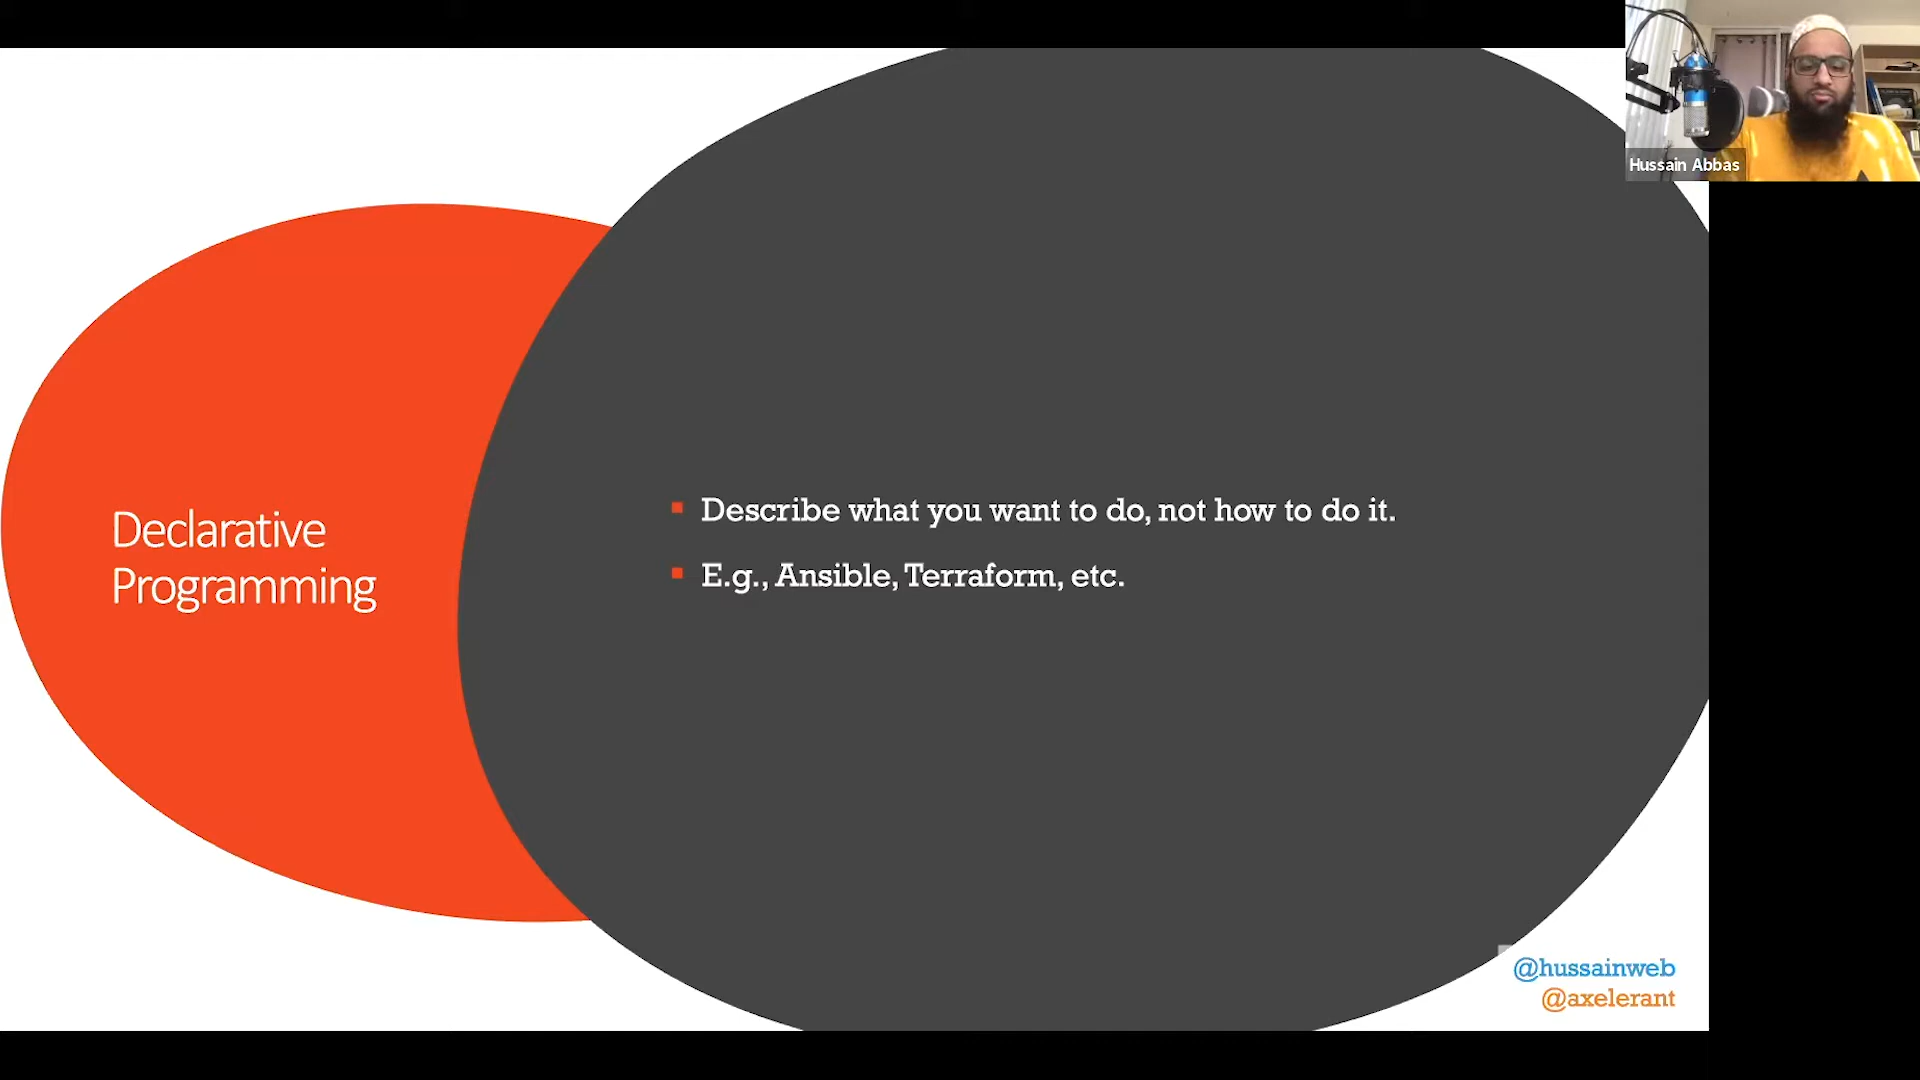 Hussain Abbas
Declarative
Programming
Describe what you want to do, not how to do it.
E.g., Ansible, Terraform, etc.
@hussainweb
@axelerant